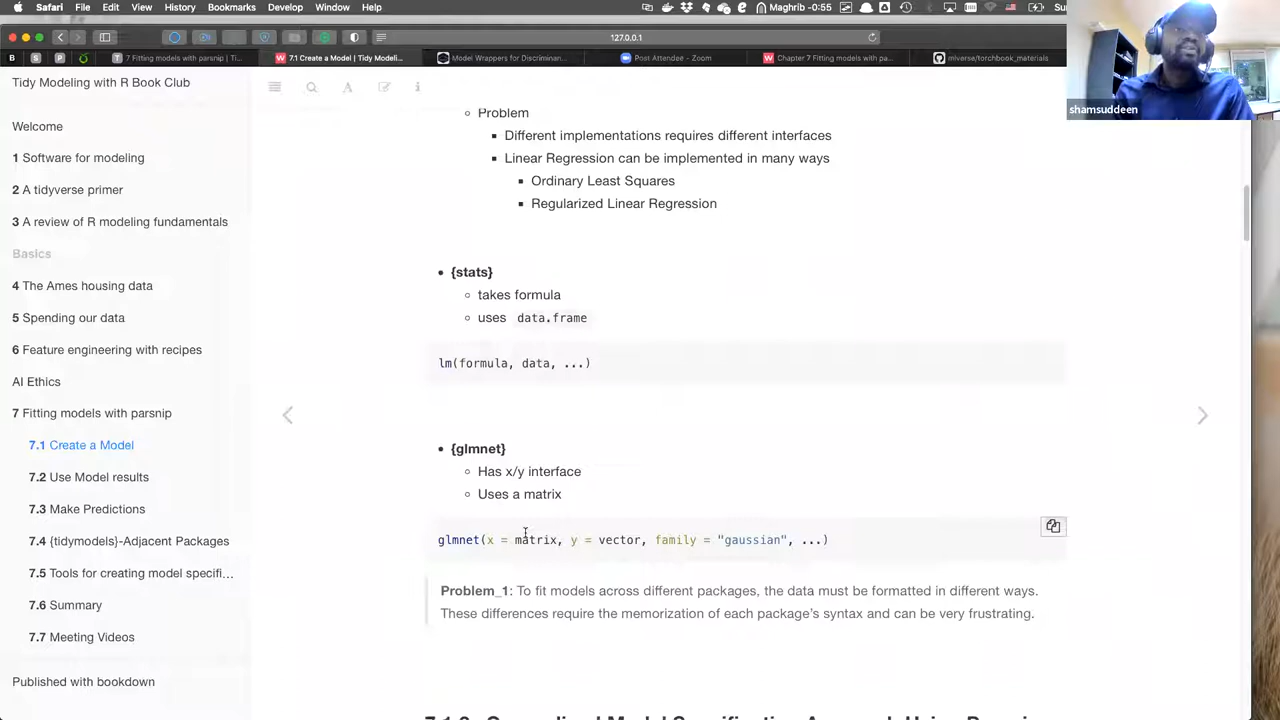 Edit View History Bookmarks Develop Window Help
Maghrib -0:55
127.0.0.1
B
S
P
7 Fitting models with parsnip | Ti...
7.1 Create a Model | Tidy Modeli...
Model Wrappers for Discriminan...
Post Attendee - Zoom
Chapter 7 Fitting models with pa...
mlverse/torchbook_materials
shamsuddeen
Tidy Modeling with R Book Club
Welcome
1 Software for modeling
2 A tidyverse primer
3 A review of R modeling fundamentals
Basics
4 The Ames housing data
5 Spending our data
6 Feature engineering with recipes
AI Ethics
7 Fitting models with parsnip
7.1 Create a Model
7.2 Use Model results
7.3 Make Predictions
7.4 {tidymodels}-Adjacent Packages
7.5 Tools for creating model specifi...
7.6 Summary
7.7 Meeting Videos
Published with bookdown
Problem
Different implementations requires different interfaces
Linear Regression can be implemented in many ways
Ordinary Least Squares
Regularized Linear Regression
{stats}
takes formula
uses data.frame
lm(formula, data, ...)
{glmnet}
Has x/y interface
Uses a matrix
glmnet(x = matrix, y = vector, family = "gaussian", ...)
Problem_1: To fit models across different packages, the data must be formatted in different ways.
These differences require the memorization of each package's syntax and can be very frustrating.